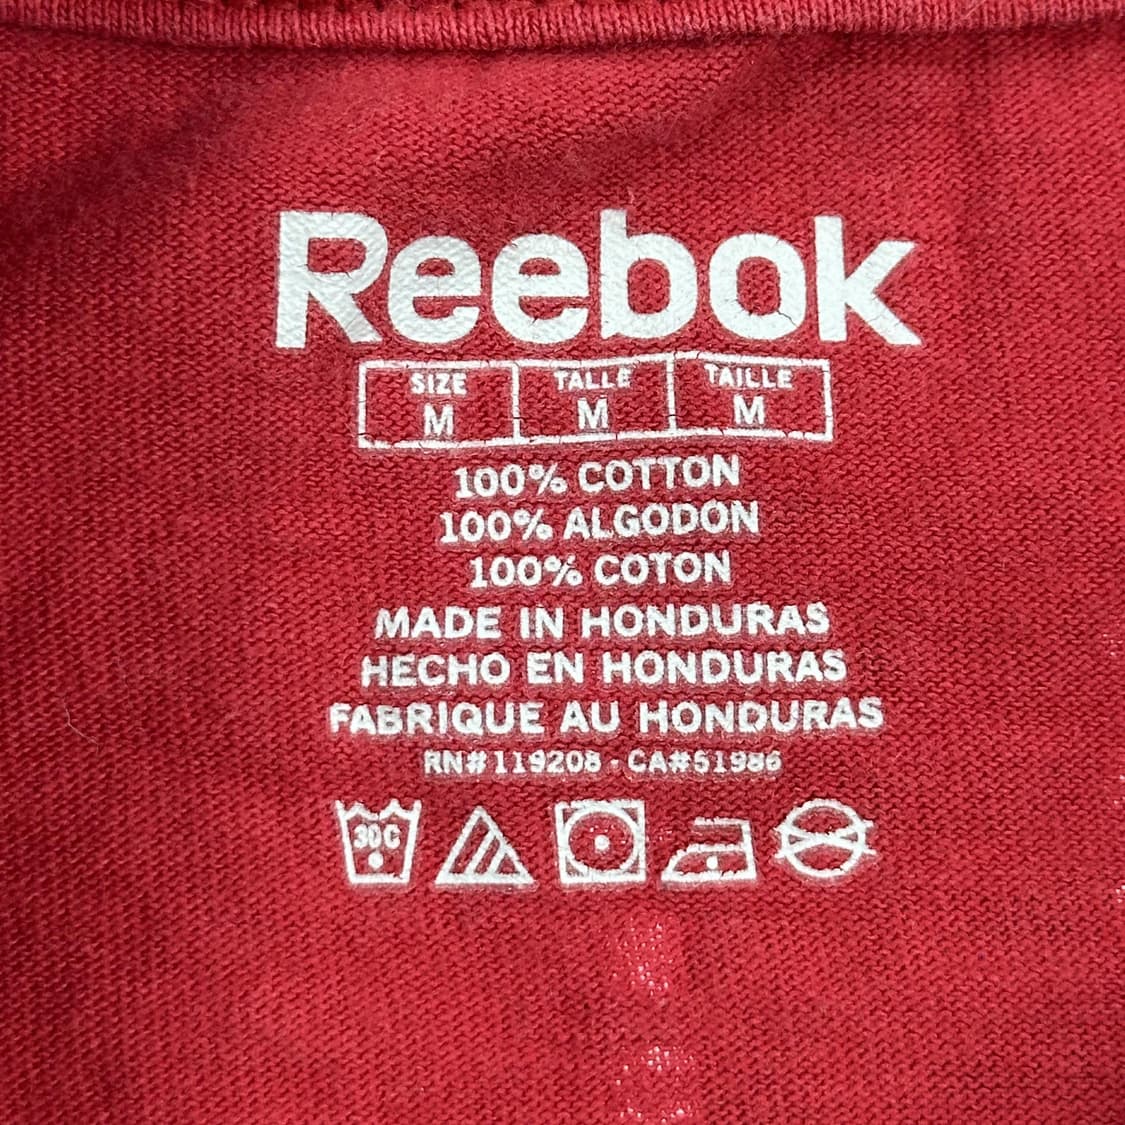 Reebok
SIZE TALLE TAILLE
M M M
100% COTTON
100% ALGODON
100% COTON
MADE IN HONDURAS
HECHO EN HONDURAS
FABRIQUE AU HONDURAS
RN#119208 · CA#51986
30C